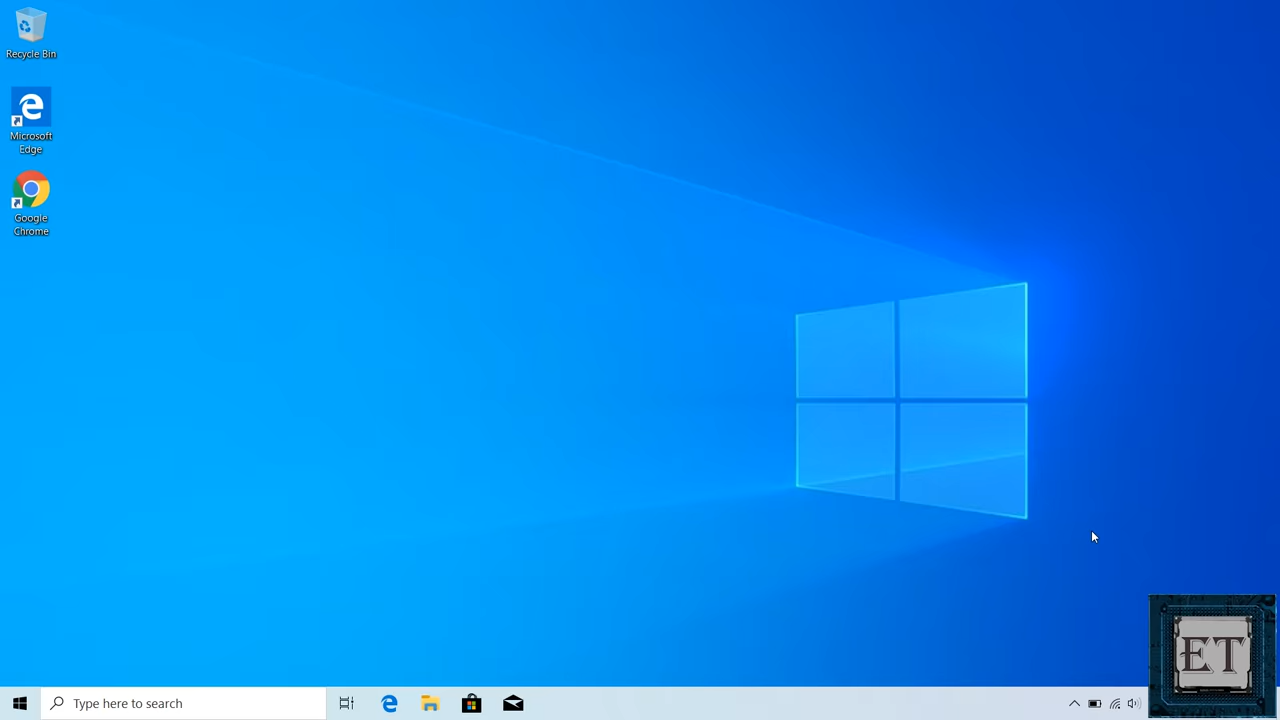 Recycle Bin
Microsoft
Edge
Google
Chrome
Type here to search
ET